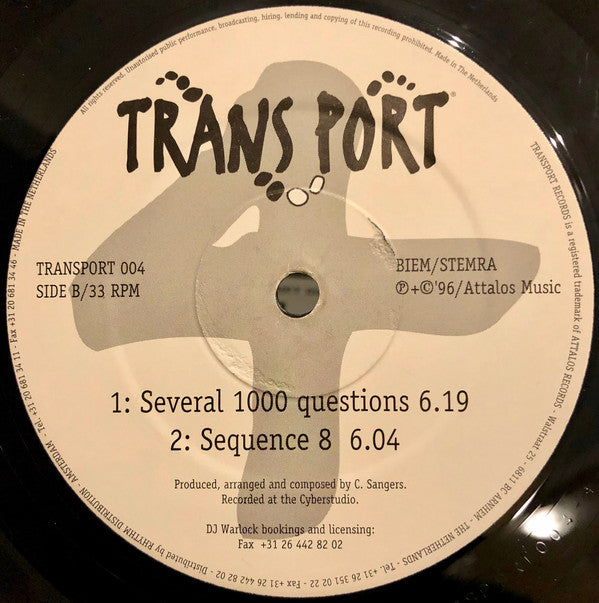 All rights reserved. Unautorised public performance, broadcasting, hiring, lending and copying of this recording prohibited. Made in The Netherlands
TRANS PORT®
TRANSPORT 004
SIDE B/33 RPM
BIEM/STEMRA
℗+©'96/Attalos Music
1: Several 1000 questions 6.19
2: Sequence 8 6.04
Produced, arranged and composed by C. Sangers.
Recorded at the Cyberstudio.
DJ Warlock bookings and licensing:
Fax +31 26 442 82 02
TRANSPORT RECORDS is a registered trademark of ATTALOS RECORDS - Walstraat 25 - 6811 BC ARNHEM - THE NETHERLANDS - Tel. +31 26 351 02 22 - Fax +31 26 442 82 02 - Distributed by RHYTHM DISTRIBUTION - AMSTERDAM - Tel. +31 20 681 34 11 - Fax +31 20 681 34 46 - MADE IN THE NETHERLANDS